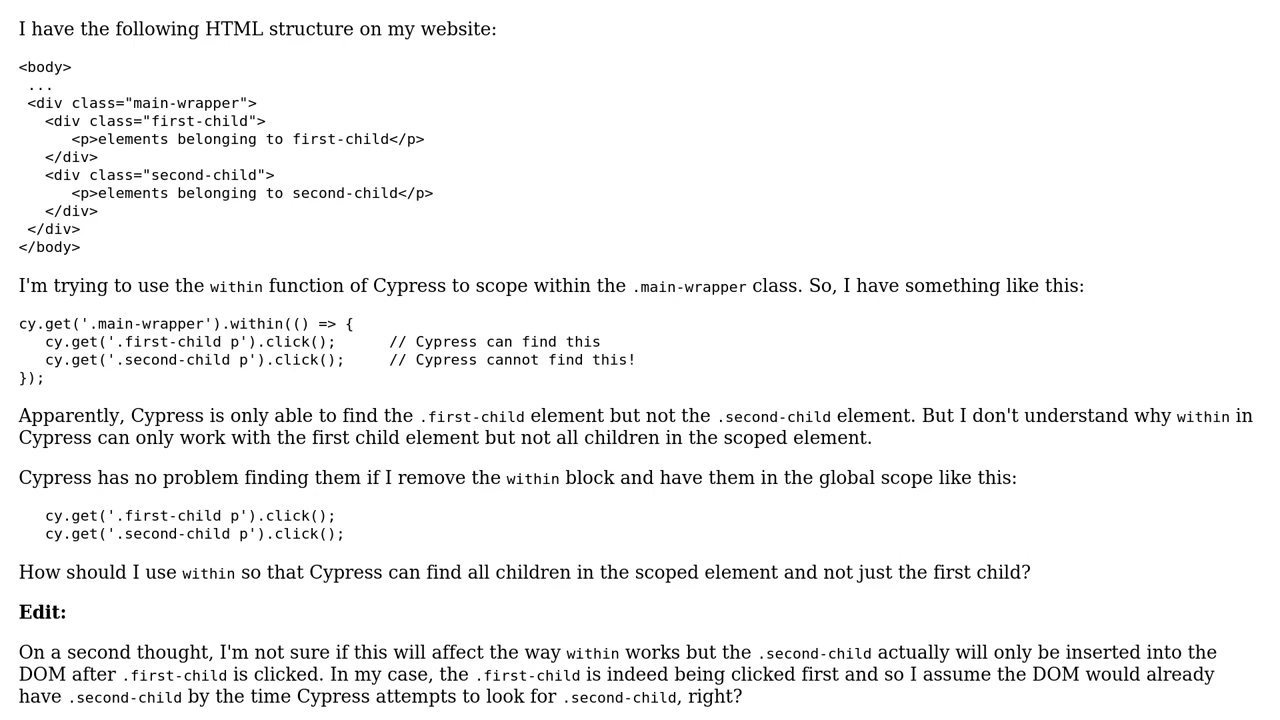 I have the following HTML structure on my website:
<body>
 ...
 <div class="main-wrapper">
   <div class="first-child">
      <p>elements belonging to first-child</p>
   </div>
   <div class="second-child">
      <p>elements belonging to second-child</p>
   </div>
 </div>
</body>
I'm trying to use the within function of Cypress to scope within the .main-wrapper class. So, I have something like this:
cy.get('.main-wrapper').within(() => {
   cy.get('.first-child p').click();      // Cypress can find this
   cy.get('.second-child p').click();     // Cypress cannot find this!
});
Apparently, Cypress is only able to find the .first-child element but not the .second-child element. But I don't understand why within in
Cypress can only work with the first child element but not all children in the scoped element.
Cypress has no problem finding them if I remove the within block and have them in the global scope like this:
   cy.get('.first-child p').click();
   cy.get('.second-child p').click();
How should I use within so that Cypress can find all children in the scoped element and not just the first child?
Edit:
On a second thought, I'm not sure if this will affect the way within works but the .second-child actually will only be inserted into the
DOM after .first-child is clicked. In my case, the .first-child is indeed being clicked first and so I assume the DOM would already
have .second-child by the time Cypress attempts to look for .second-child, right?